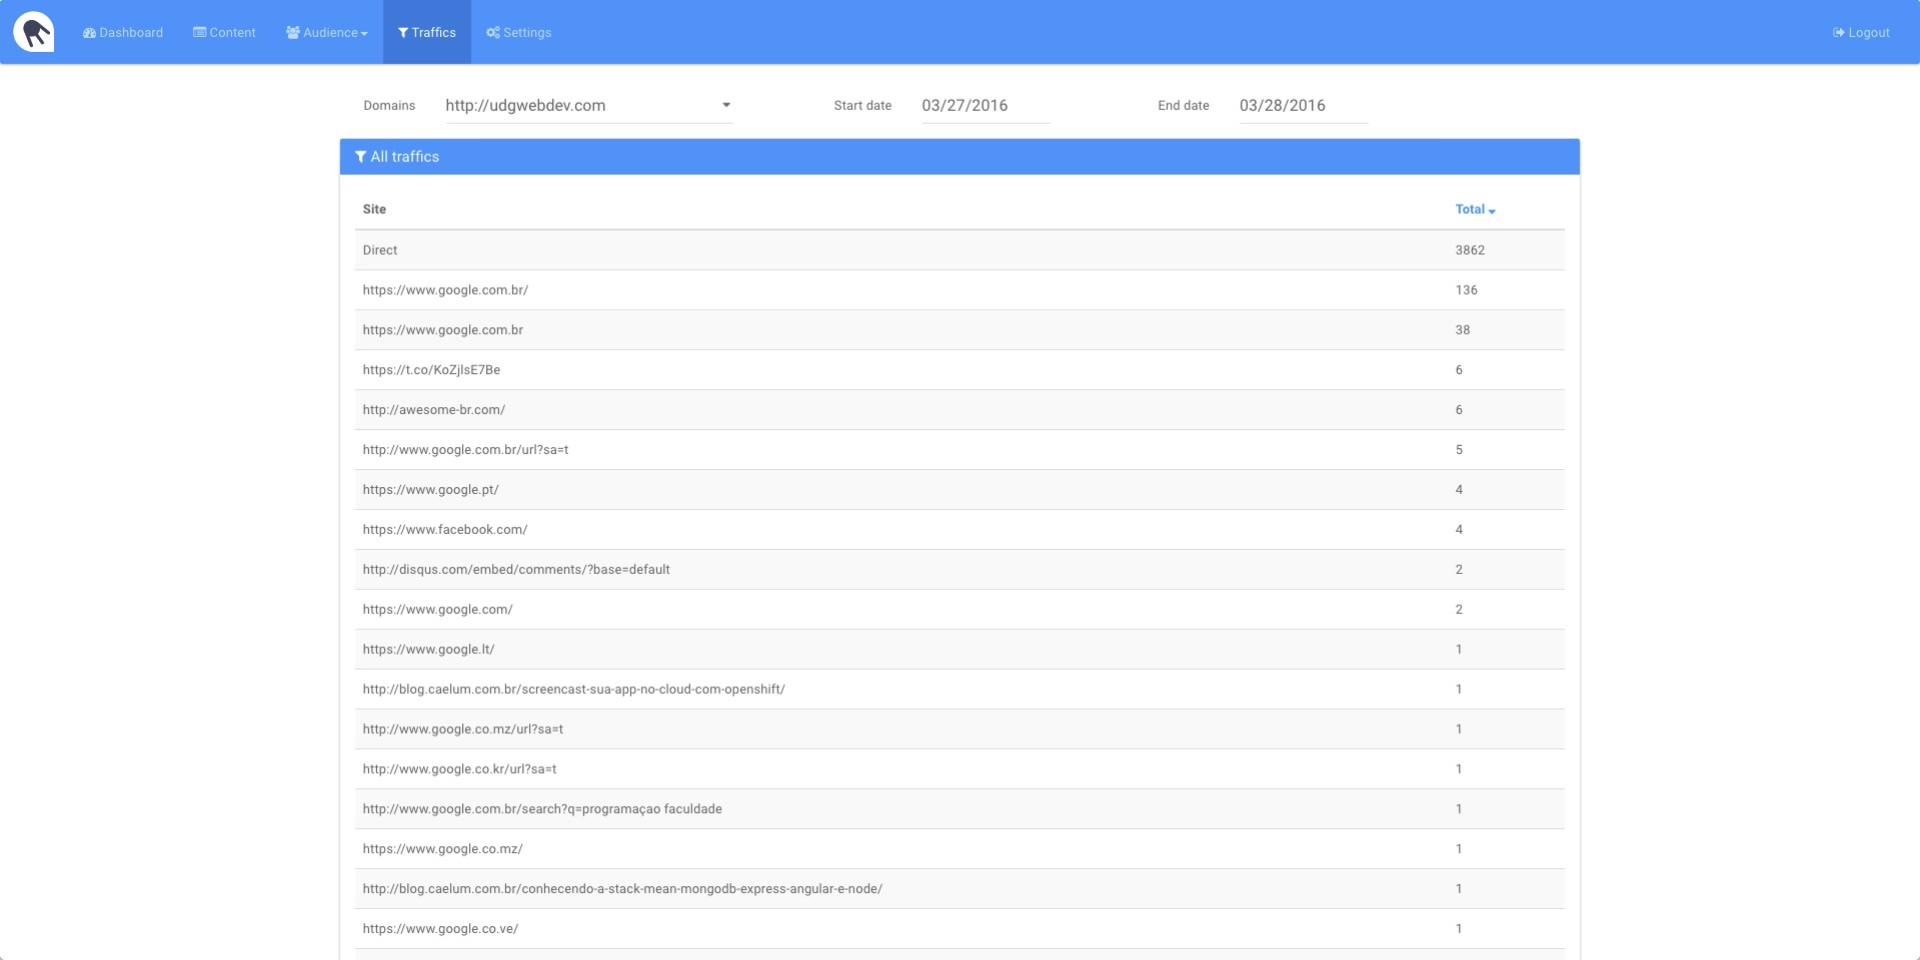 Dashboard Content Audience Traffics Settings Logout
Domains http://udgwebdev.com Start date 03/27/2016 End date 03/28/2016
All traffics
Site Total
Direct 3862
https://www.google.com.br/ 136
https://www.google.com.br 38
https://t.co/KoZjlsE7Be 6
http://awesome-br.com/ 6
http://www.google.com.br/url?sa=t 5
https://www.google.pt/ 4
https://www.facebook.com/ 4
http://disqus.com/embed/comments/?base=default 2
https://www.google.com/ 2
https://www.google.lt/ 1
http://blog.caelum.com.br/screencast-sua-app-no-cloud-com-openshift/ 1
http://www.google.co.mz/url?sa=t 1
http://www.google.co.kr/url?sa=t 1
http://www.google.com.br/search?q=programaçao faculdade 1
https://www.google.co.mz/ 1
http://blog.caelum.com.br/conhecendo-a-stack-mean-mongodb-express-angular-e-node/ 1
https://www.google.co.ve/ 1